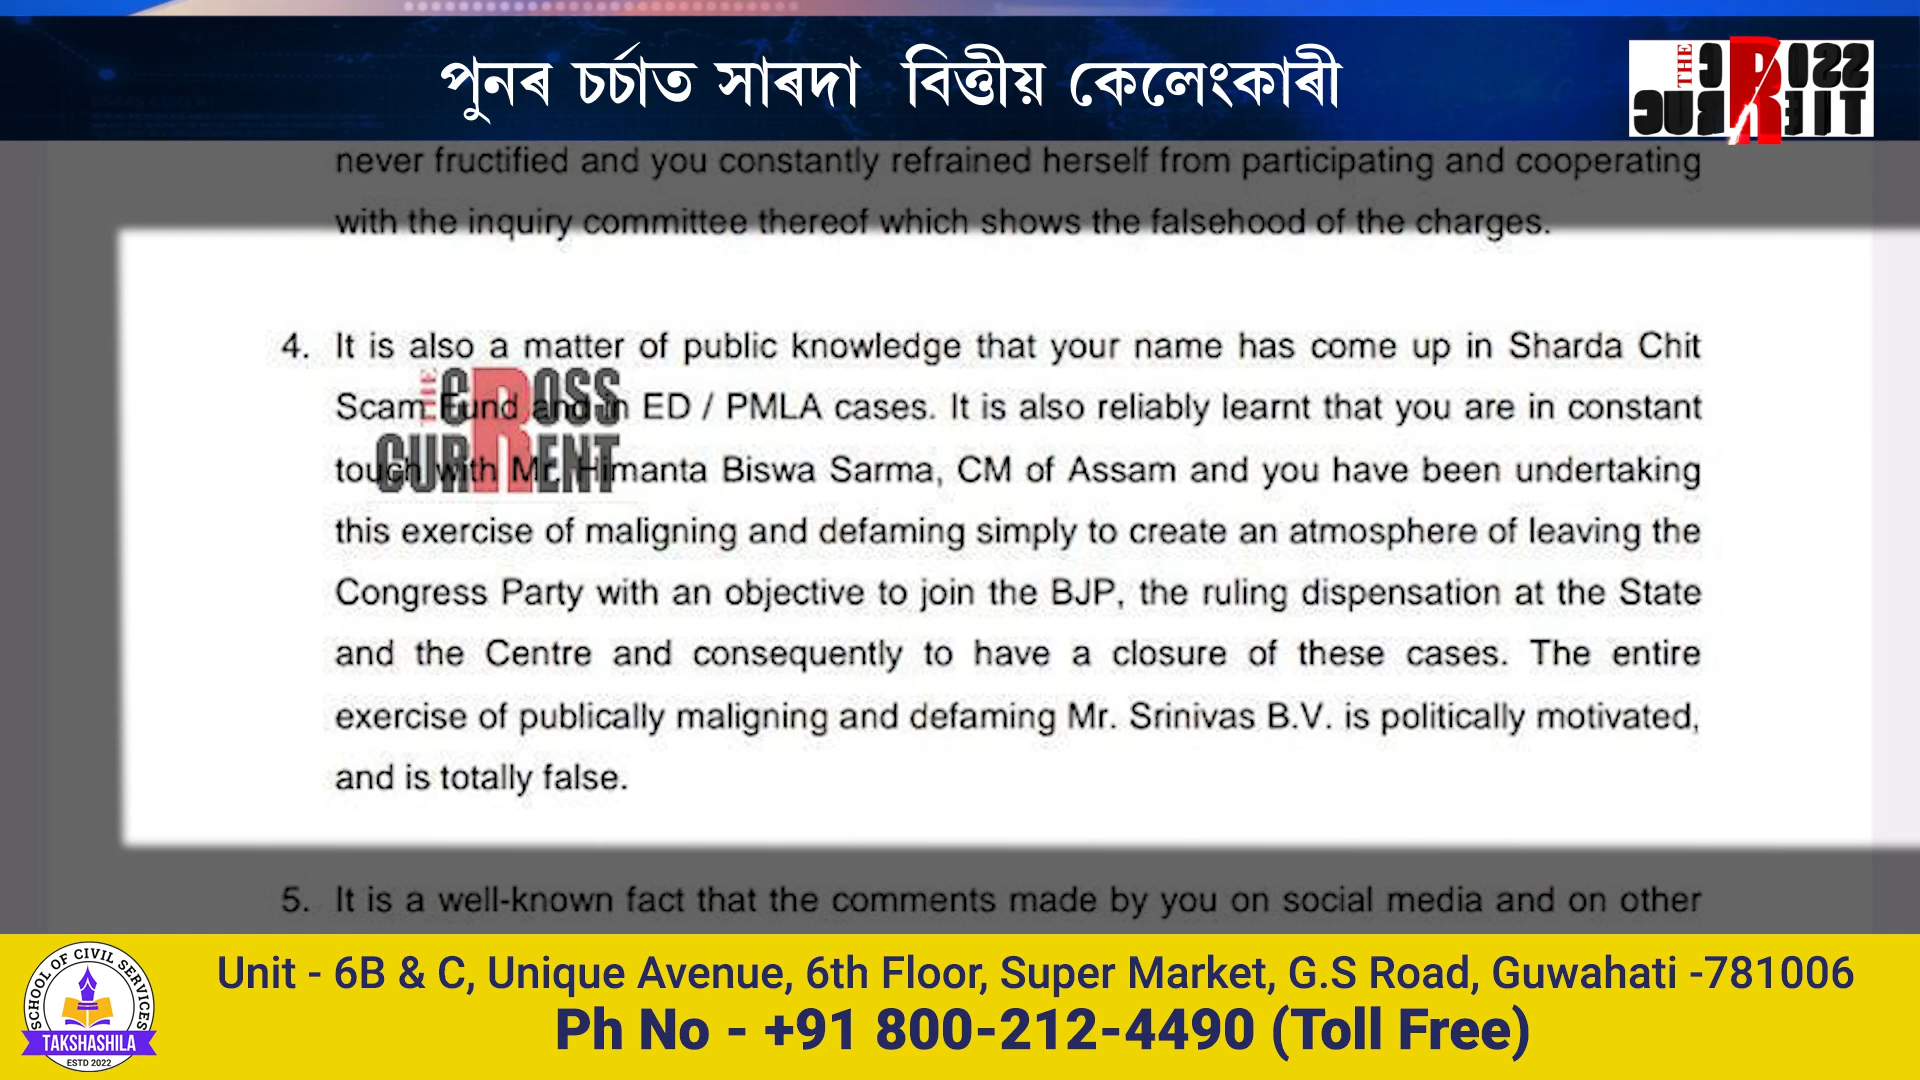 পুনৰ চৰ্চাত সাৰদা বিত্তীয় কেলেংকাৰী
THE CROSS
CURRENT
never fructified and you constantly refrained herself from participating and cooperating
with the inquiry committee thereof which shows the falsehood of the charges.
4. It is also a matter of public knowledge that your name has come up in Sharda Chit
Scam Fund and in ED / PMLA cases. It is also reliably learnt that you are in constant
touch with Mr. Himanta Biswa Sarma, CM of Assam and you have been undertaking
this exercise of maligning and defaming simply to create an atmosphere of leaving the
Congress Party with an objective to join the BJP, the ruling dispensation at the State
and the Centre and consequently to have a closure of these cases. The entire
exercise of publically maligning and defaming Mr. Srinivas B.V. is politically motivated,
and is totally false.
THE CROSS
CURRENT
5. It is a well-known fact that the comments made by you on social media and on other
SCHOOL OF CIVIL SERVICES
TAKSHASHILA
ESTD 2022
Unit - 6B & C, Unique Avenue, 6th Floor, Super Market, G.S Road, Guwahati -781006
Ph No - +91 800-212-4490 (Toll Free)